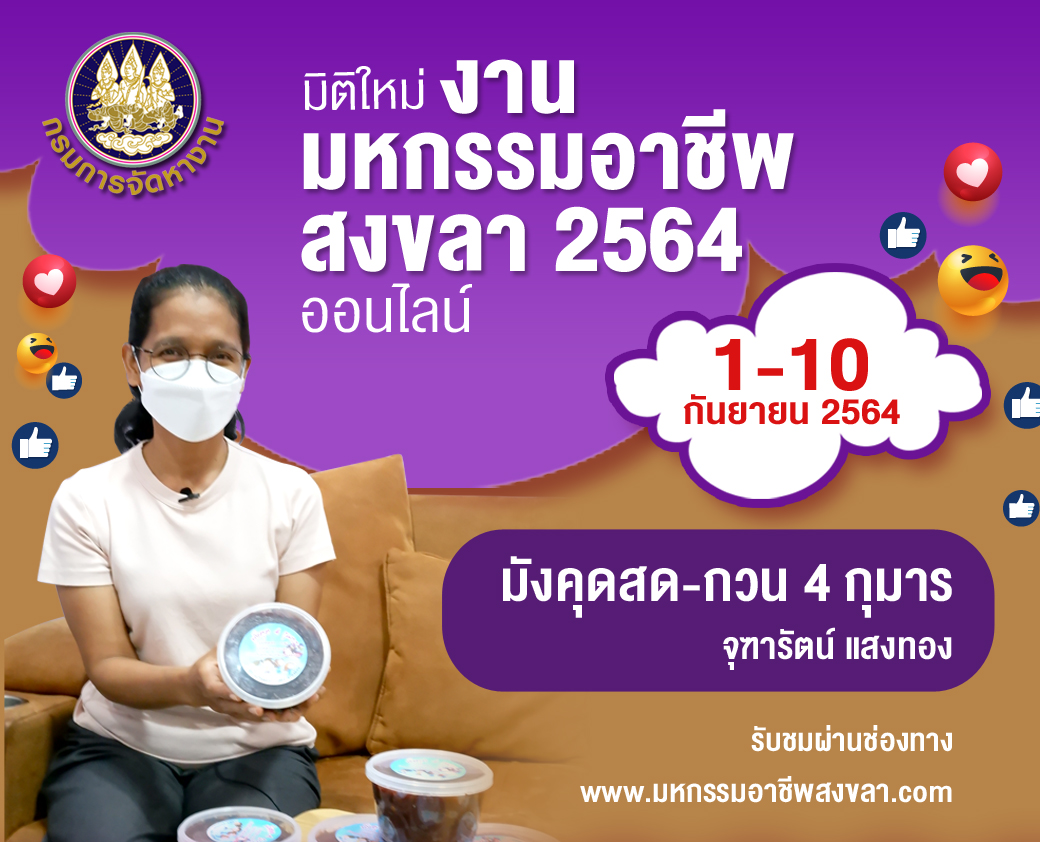 กรมการจัดหางาน
มิติใหม่ งาน
มหกรรมอาชีพ
สงขลา 2564
ออนไลน์
1-10
กันยายน 2564
มังคุดสด-กวน 4 กุมาร
จุฑารัตน์ แสงทอง
รับชมผ่านช่องทาง
www.มหกรรมอาชีพสงขลา.com